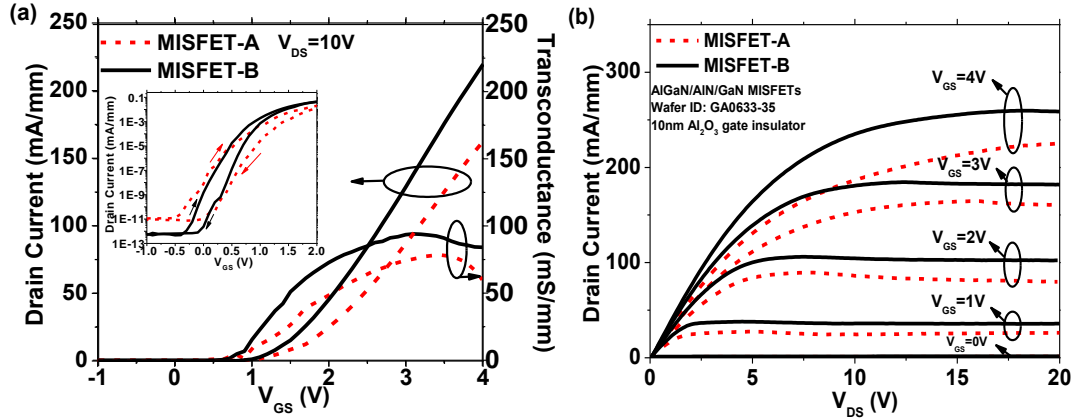 (a)
MISFET-A
MISFET-B
V_DS=10V
Drain Current (mA/mm)
250
200
150
100
50
0
Transconductance (mS/mm)
250
200
150
100
50
0
-1 0 1 2 3 4
V_GS (V)
Drain Current (mA/mm)
0.1
1E-3
1E-5
1E-7
1E-9
1E-11
1E-13
-1.0 -0.5 0.0 0.5 1.0 1.5 2.0
V_GS (V)
(b)
MISFET-A
MISFET-B
AlGaN/AlN/GaN MISFETs
Wafer ID: GA0633-35
10nm Al₂O₃ gate insulator
V_GS=4V
V_GS=3V
V_GS=2V
V_GS=1V
V_GS=0V
Drain Current (mA/mm)
300
200
100
0
0 5 10 15 20
V_DS (V)